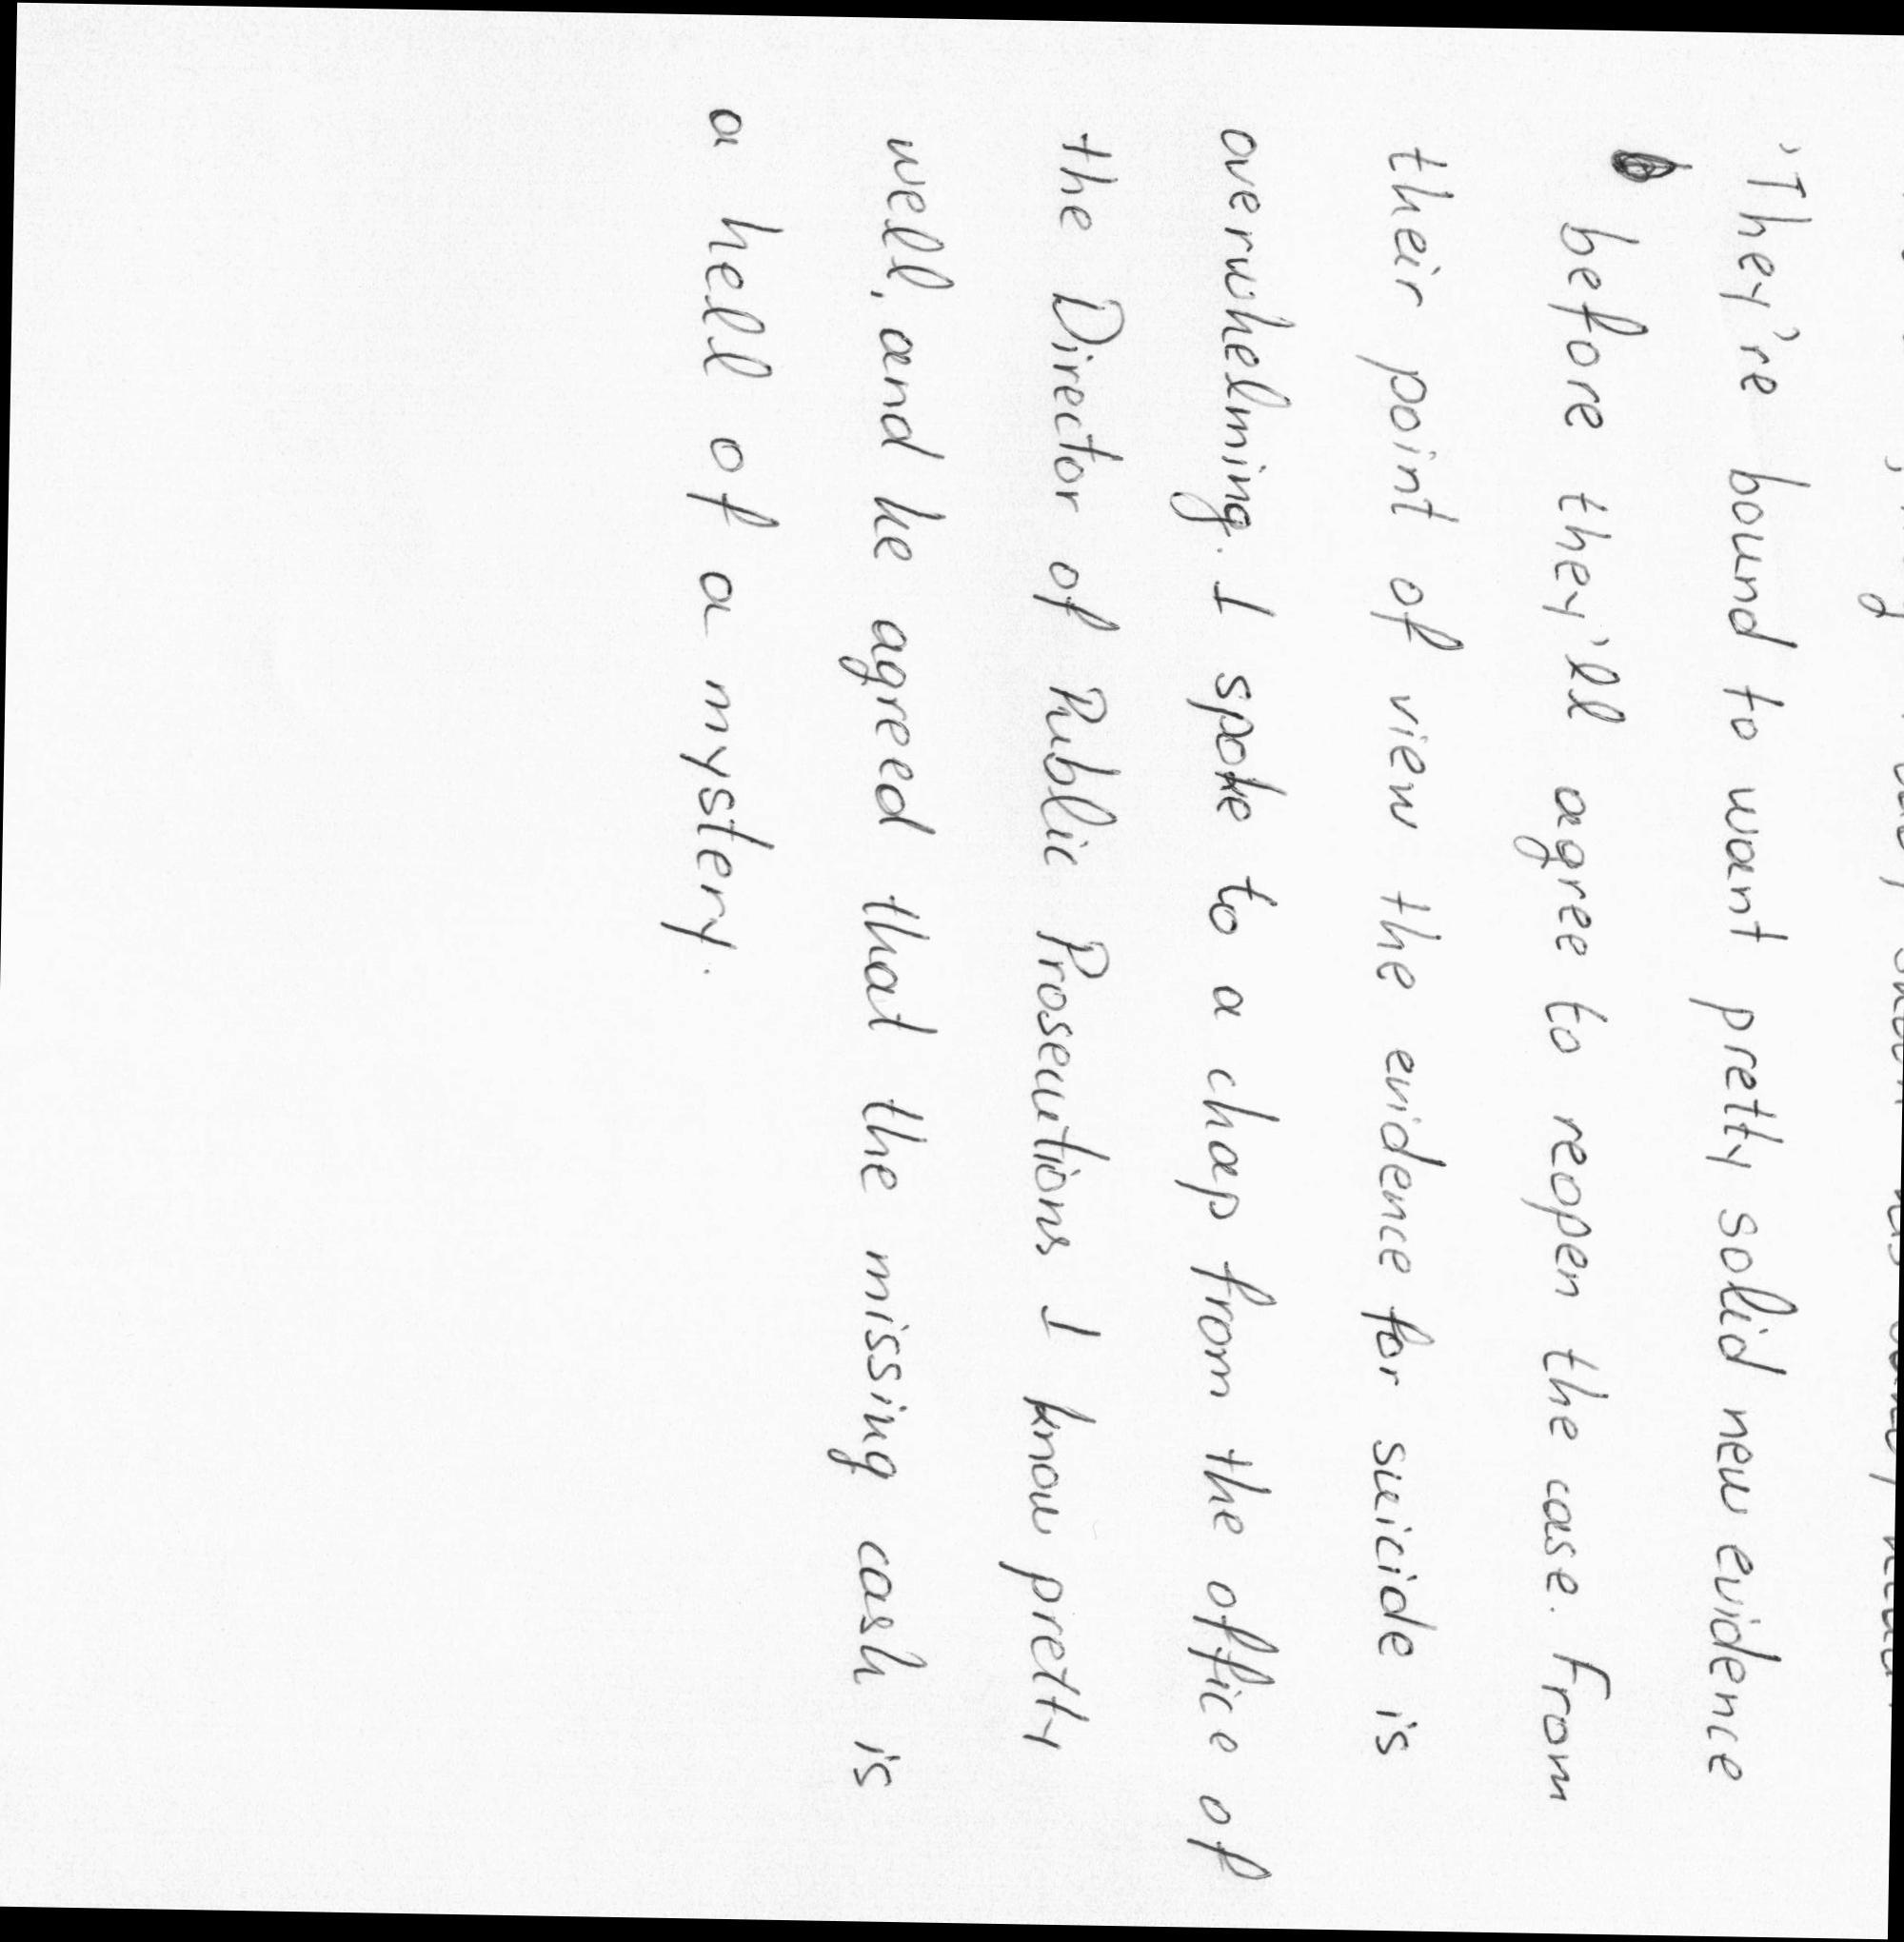 'They're bound to want pretty solid new evidence
before they'll agree to reopen the case. From
their point of view the evidence for suicide is
overwhelming. I spoke to a chap from the office of
the Director of Public Prosecutions I know pretty
well, and he agreed that the missing cash is
a hell of a mystery.